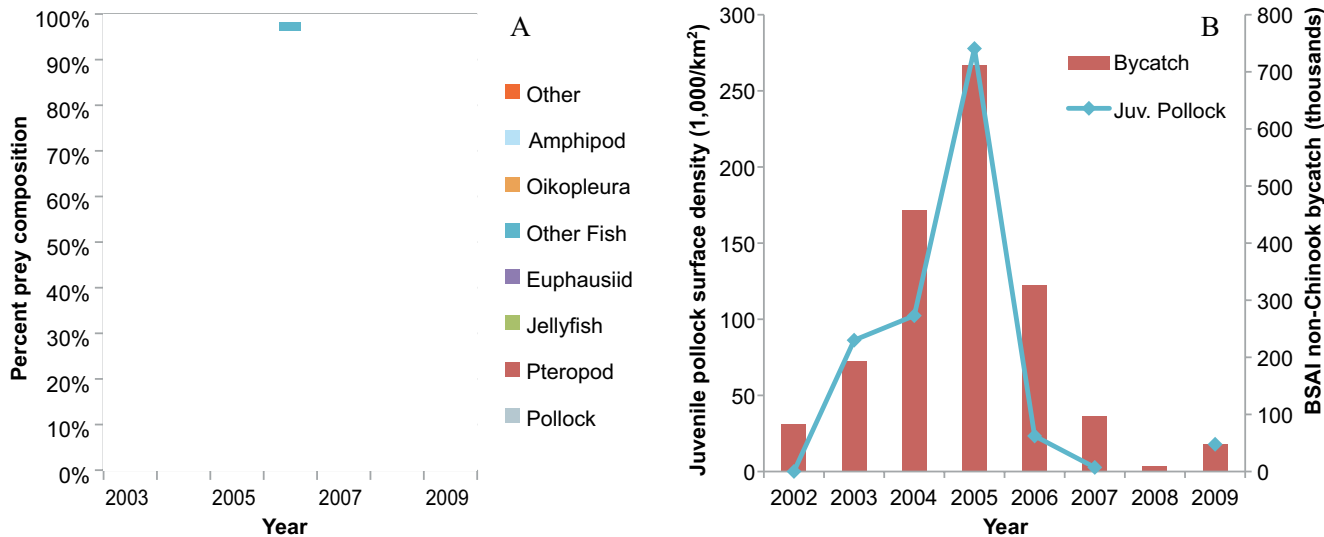 A
Percent prey composition
100%
90%
80%
70%
60%
50%
40%
30%
20%
10%
0%
2003 2005 2007 2009
Year
Other
Amphipod
Oikopleura
Other Fish
Euphausiid
Jellyfish
Pteropod
Pollock
B
Juvenile pollock surface density (1,000/km²)
300
250
200
150
100
50
0
Bycatch
Juv. Pollock
800
700
600
500
400
300
200
100
0
BSAI non-Chinook bycatch (thousands)
2002 2003 2004 2005 2006 2007 2008 2009
Year